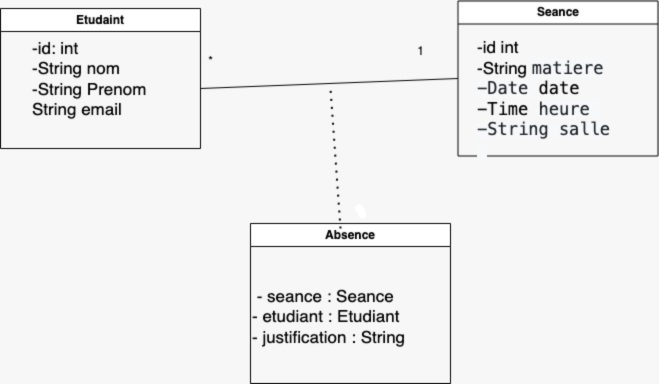 Etudaint
-id: int
-String nom
-String Prenom
String email
*
1
Seance
-id int
-String matiere
-Date date
-Time heure
-String salle
Absence
- seance : Seance
- etudiant : Etudiant
- justification : String